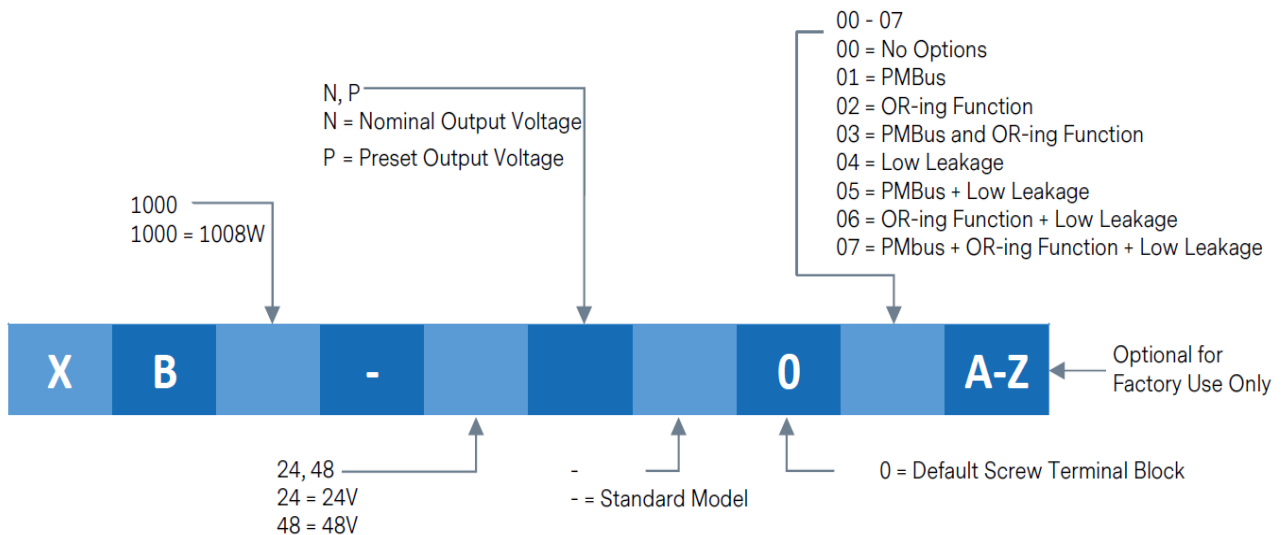 00 - 07
00 = No Options
01 = PMBus
02 = OR-ing Function
03 = PMBus and OR-ing Function
04 = Low Leakage
05 = PMBus + Low Leakage
06 = OR-ing Function + Low Leakage
07 = PMbus + OR-ing Function + Low Leakage
N, P
N = Nominal Output Voltage
P = Preset Output Voltage
1000
1000 = 1008W
X B - 0 A-Z
Optional for
Factory Use Only
24, 48
24 = 24V
48 = 48V
-
- = Standard Model
0 = Default Screw Terminal Block